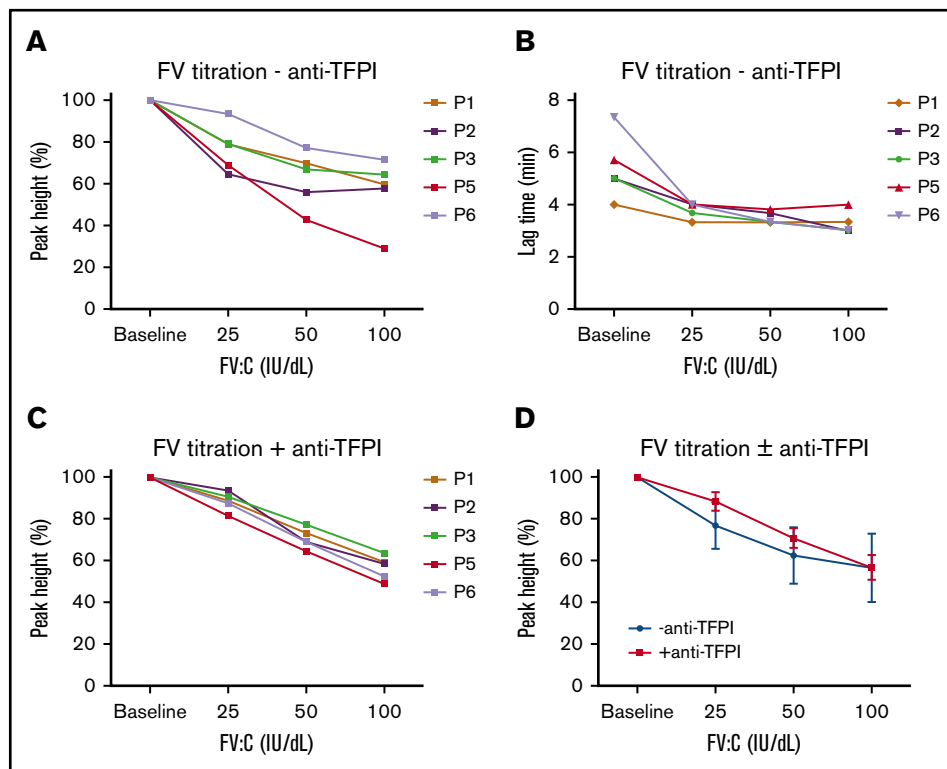 A
FV titration - anti-TFPI
Peak height (%)
100
80
60
40
20
0
Baseline 25 50 100
FV:C (IU/dL)
P1
P2
P3
P5
P6
B
FV titration - anti-TFPI
Lag time (min)
8
6
4
2
0
Baseline 25 50 100
FV:C (IU/dL)
P1
P2
P3
P5
P6
C
FV titration + anti-TFPI
Peak height (%)
100
80
60
40
20
0
Baseline 25 50 100
FV:C (IU/dL)
P1
P2
P3
P5
P6
D
FV titration ± anti-TFPI
Peak height (%)
100
80
60
40
20
0
-anti-TFPI
+anti-TFPI
Baseline 25 50 100
FV:C (IU/dL)